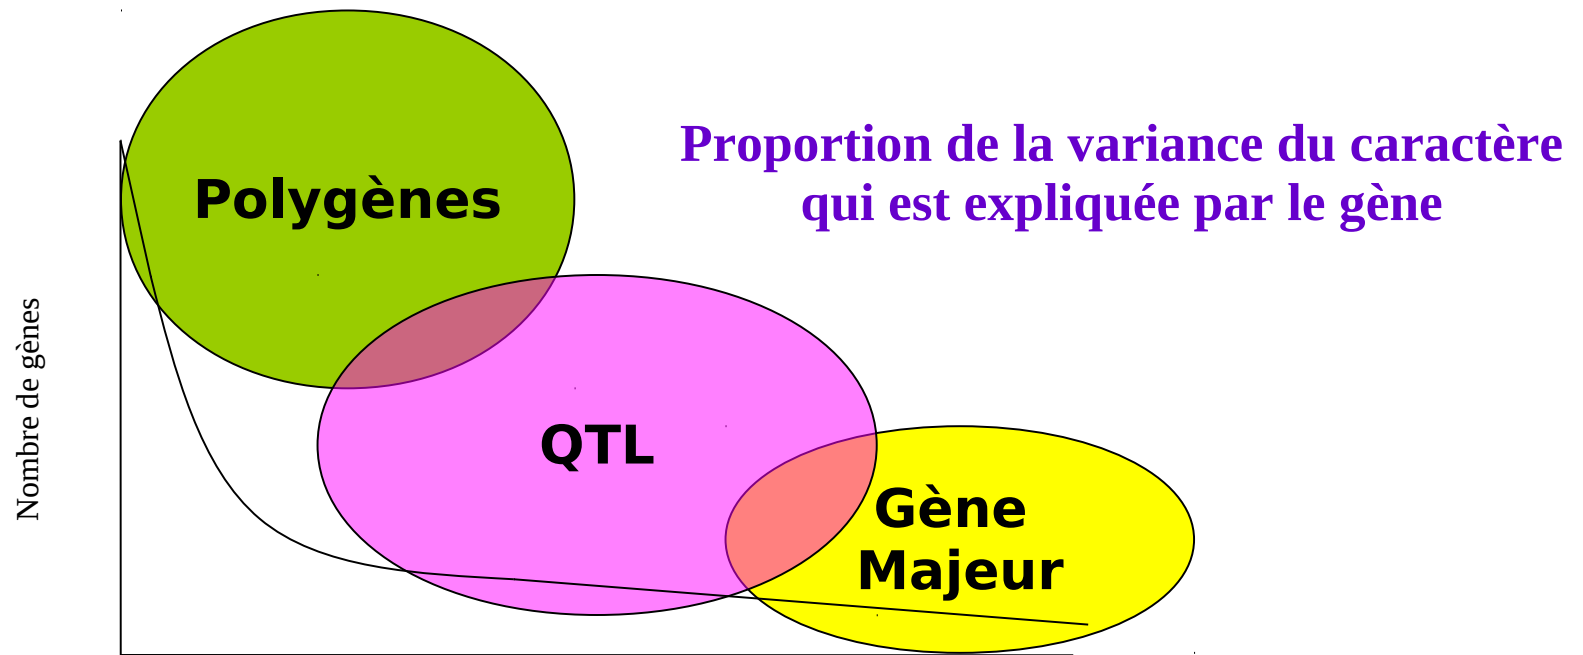 Proportion de la variance du caractère
qui est expliquée par le gène
Polygènes
Nombre de gènes
QTL
Gène
Majeur